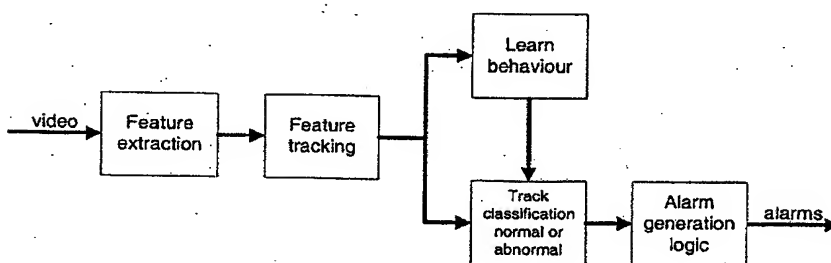 video
Feature
extraction
Feature
tracking
Learn
behaviour
Track
classification
normal or
abnormal
Alarm
generation
logic
alarms